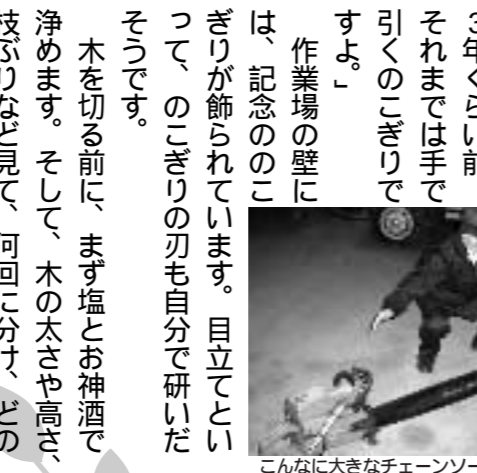 3年くらい前
それまでは手で
引くのこぎりで
すよ。」
作業場の壁に
は、記念ののこ
ぎりが飾られています。目立てとい
って、のこぎりの刃も自分で研いだ
そうです。
木を切る前に、まず塩とお神酒で
浄めます。そして、木の太さや高さ、
枝ぶりなど見て、何回に分け、どの
こんなに大きなチェーンソー